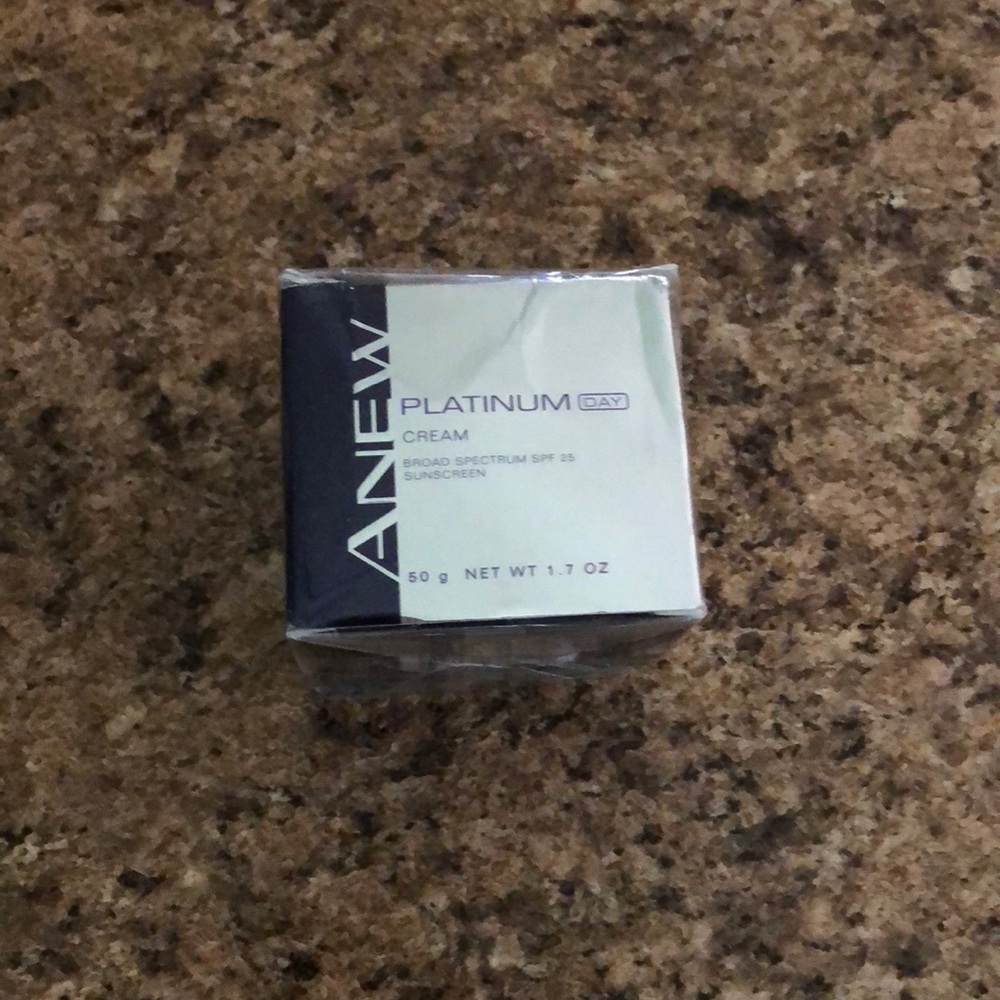 ANEW
PLATINUM DAY
CREAM
BROAD SPECTRUM SPF 25
SUNSCREEN
50 g NET WT 1.7 OZ